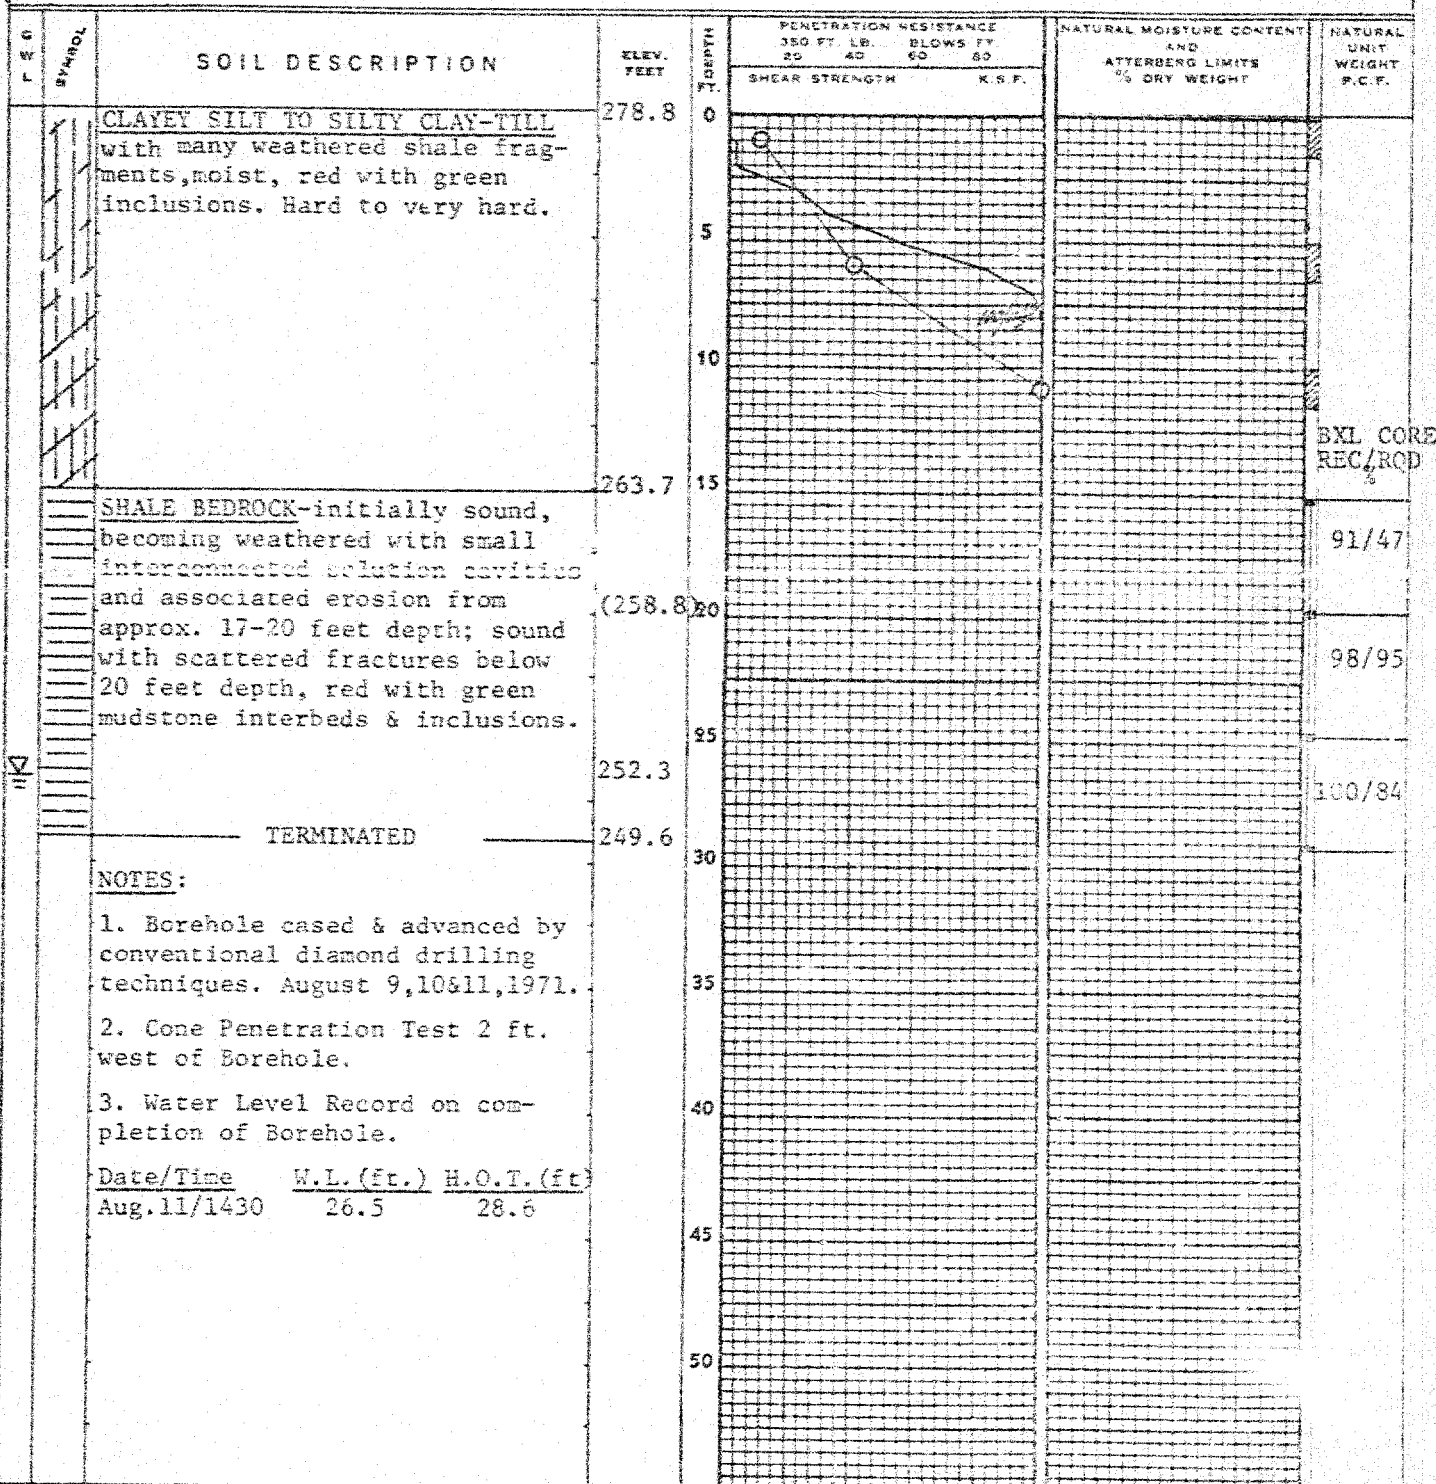 G W L
SYMBOL
SOIL DESCRIPTION
ELEV.
FEET
DEPTH
FT.
PENETRATION RESISTANCE
350 FT. LB. BLOWS FT.
20 40 60 80
SHEAR STRENGTH K.S.F.
NATURAL MOISTURE CONTENT
AND
ATTERBERG LIMITS
% DRY WEIGHT
NATURAL
UNIT
WEIGHT
P.C.F.
CLAYEY SILT TO SILTY CLAY-TILL
with many weathered shale frag-
ments,moist, red with green
inclusions. Hard to very hard.
278.8
0
5
10
15
BXL CORE
REC/RQD
%
263.7
SHALE BEDROCK-initially sound,
becoming weathered with small
interconnected solution cavities
and associated erosion from
approx. 17-20 feet depth; sound
with scattered fractures below
20 feet depth, red with green
mudstone interbeds & inclusions.
91/47
(258.8)
20
98/95
25
252.3
100/84
TERMINATED
249.6
30
NOTES:
1. Borehole cased & advanced by
conventional diamond drilling
techniques. August 9,10&11,1971.
35
2. Cone Penetration Test 2 ft.
west of Borehole.
3. Water Level Record on com-
pletion of Borehole.
40
Date/Time W.L.(ft.) H.O.T.(ft)
Aug.11/1430 26.5 28.6
45
50